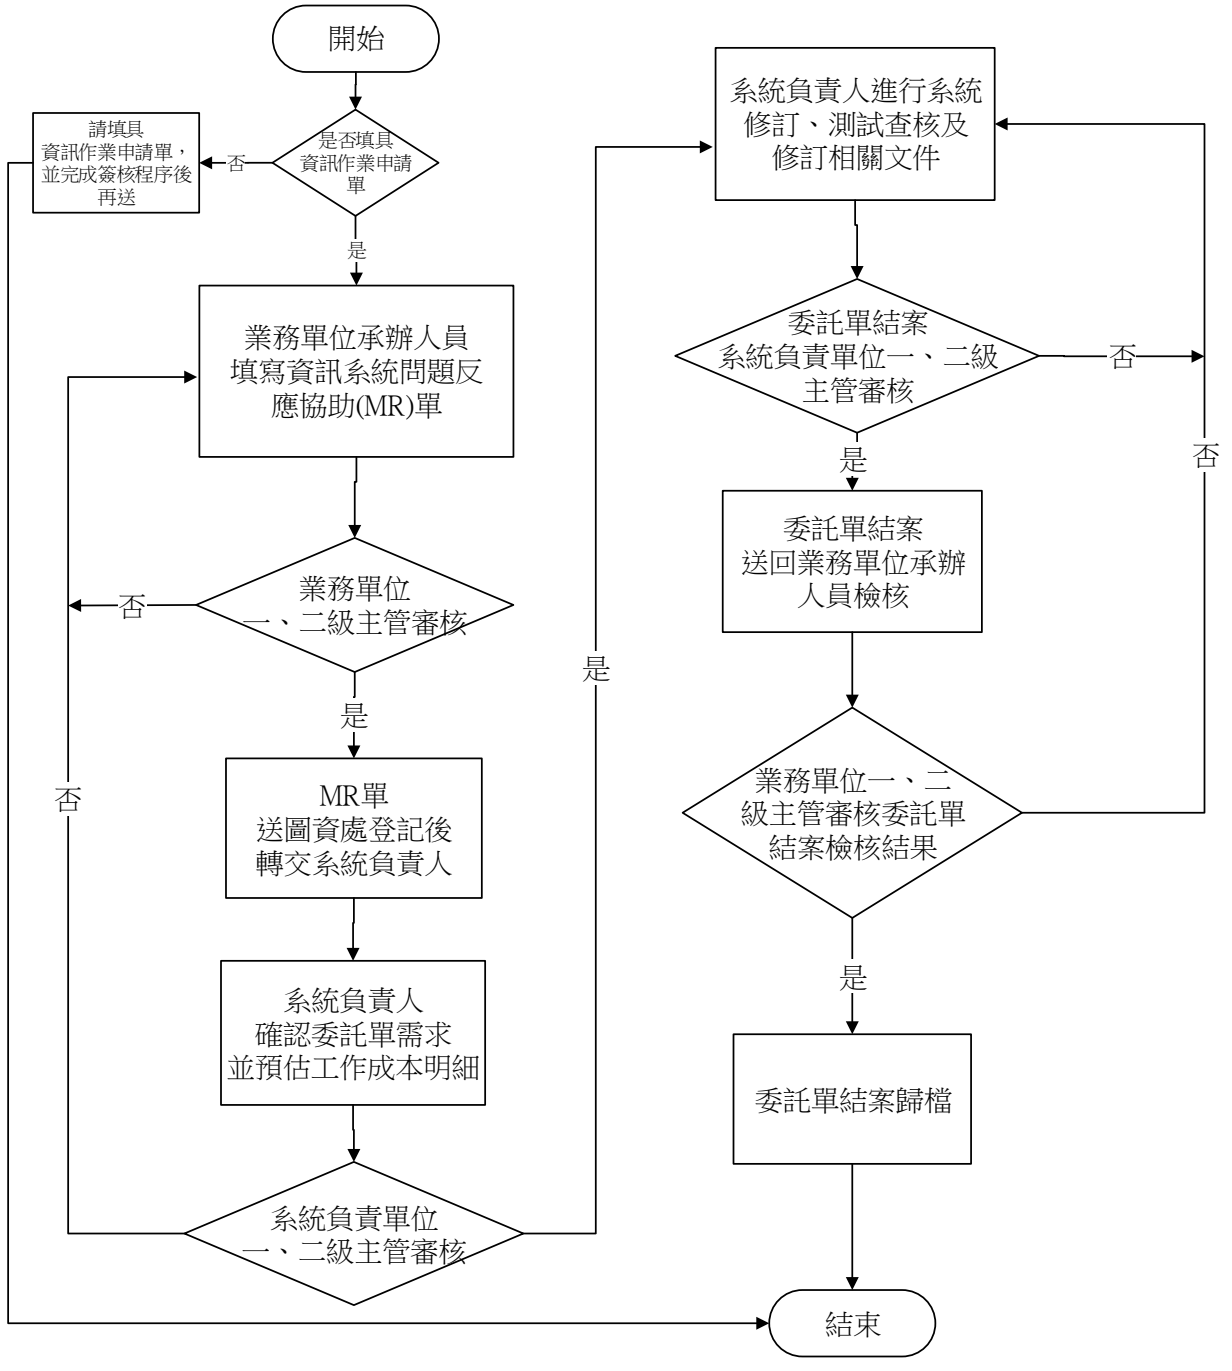 開始
是否填具
資訊作業申請
單
否
請填具
資訊作業申請單，
並完成簽核程序後
再送
是
業務單位承辦人員
填寫資訊系統問題反
應協助(MR)單
業務單位
一、二級主管審核
否
是
MR單
送圖資處登記後
轉交系統負責人
系統負責人
確認委託單需求
並預估工作成本明細
系統負責單位
一、二級主管審核
否
是
系統負責人進行系統
修訂、測試查核及
修訂相關文件
委託單結案
系統負責單位一、二級
主管審核
否
是
委託單結案
送回業務單位承辦
人員檢核
業務單位一、二
級主管審核委託單
結案檢核結果
否
是
委託單結案歸檔
結束